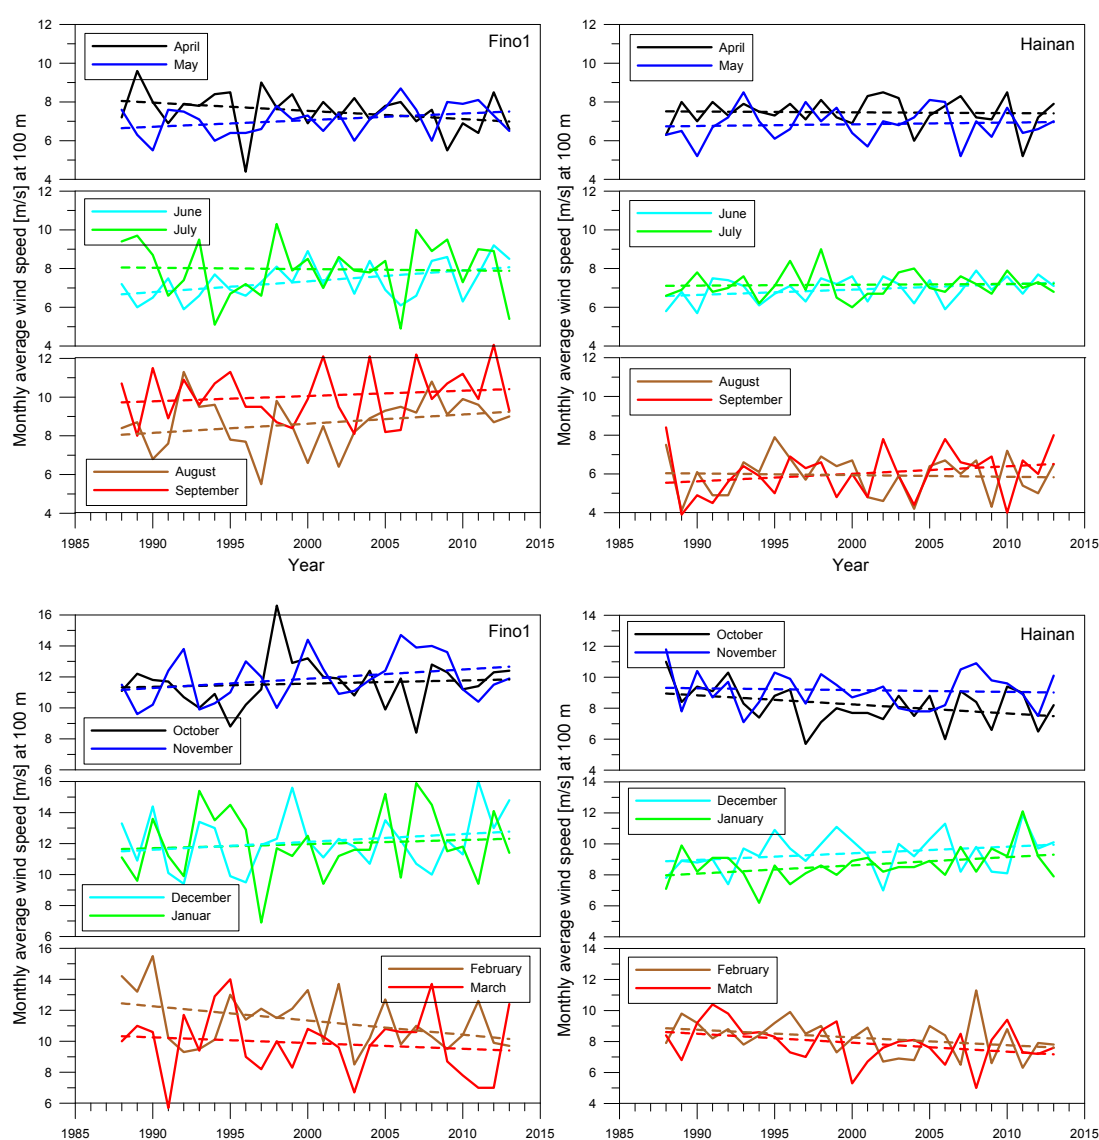 Monthly average wind speed [m/s] at 100 m
12
10
8
6
4
April
May
Fino1
12
10
8
6
4
June
July
12
10
8
6
4
August
September
1985 1990 1995 2000 2005 2010 2015
Year
Monthly average wind speed [m/s] at 100 m
12
10
8
6
4
April
May
Hainan
12
10
8
6
4
June
July
12
10
8
6
4
August
September
1985 1990 1995 2000 2005 2010 2015
Year
Monthly average wind speed [m/s] at 100 m
16
14
12
10
8
6
October
November
Fino1
16
14
12
10
8
6
December
Januar
16
14
12
10
8
6
February
March
1985 1990 1995 2000 2005 2010 2015
Monthly average wind speed [m/s] at 100 m
14
12
10
8
6
4
October
November
Hainan
14
12
10
8
6
4
December
January
14
12
10
8
6
4
February
Match
1985 1990 1995 2000 2005 2010 2015